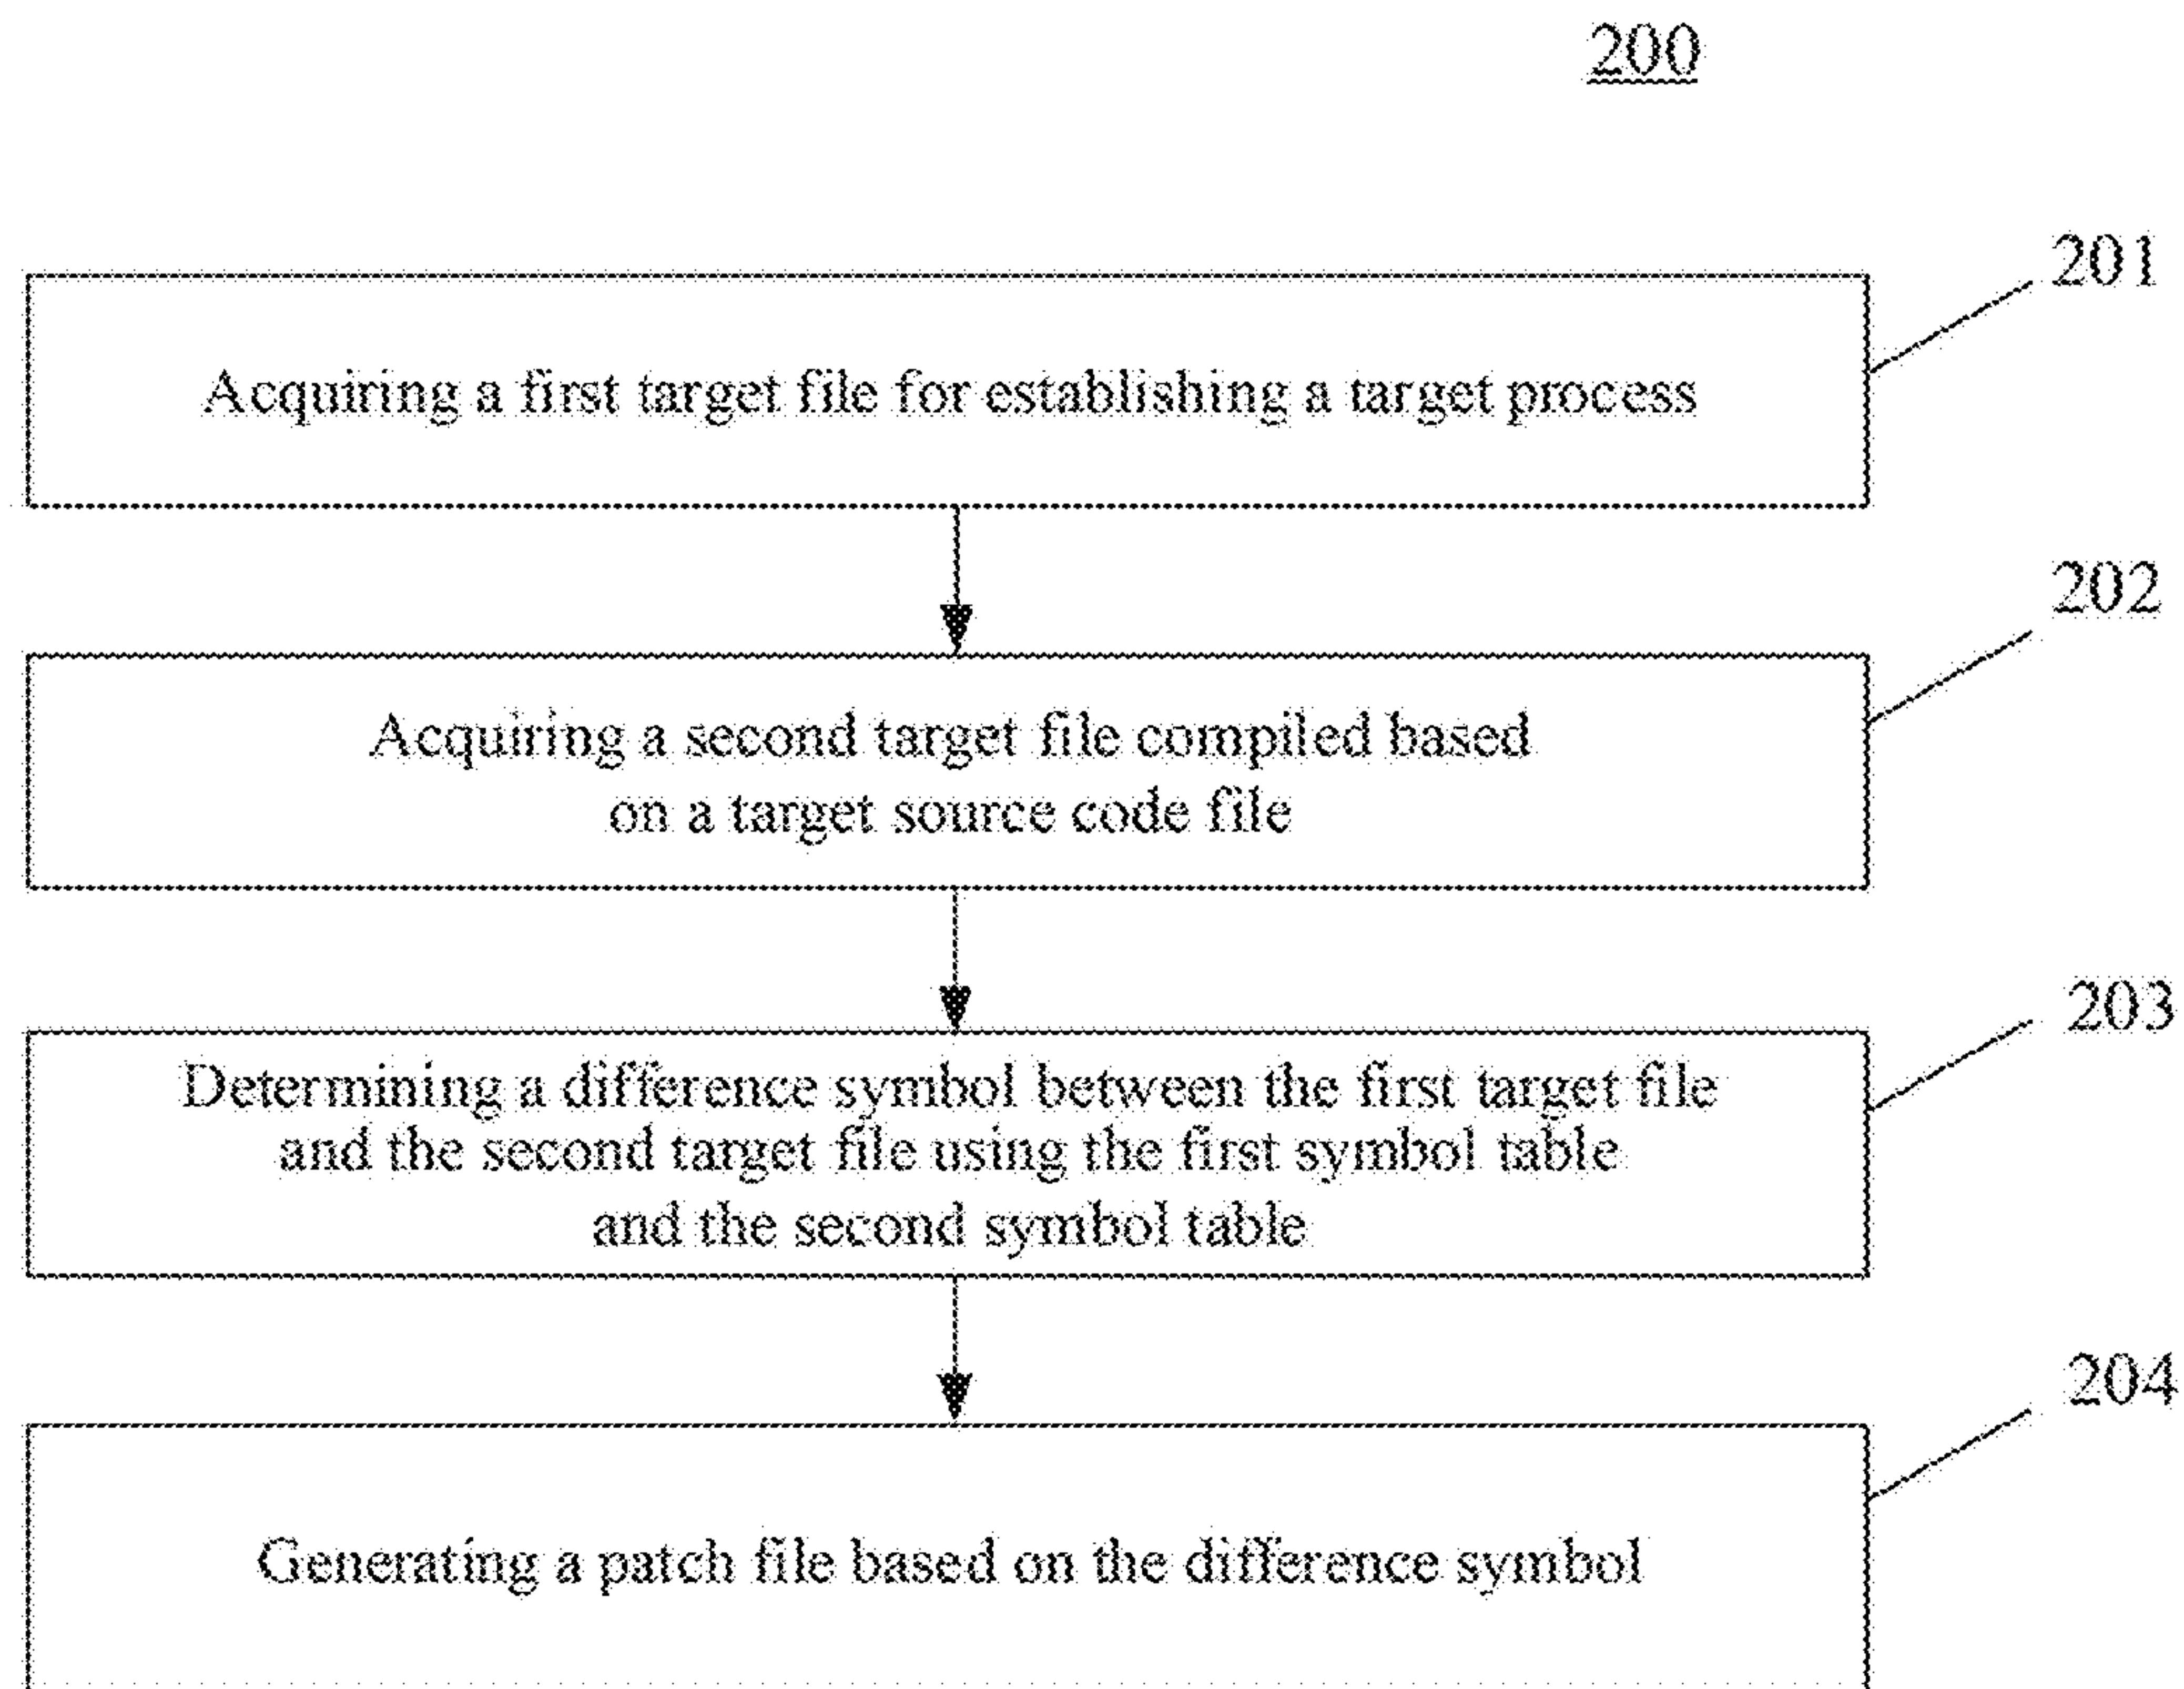 200
201
Acquiring a first target file for establishing a target process
202
Acquiring a second target file compiled based
on a target source code file
203
Determining a difference symbol between the first target file
and the second target file using the first symbol table
and the second symbol table
204
Generating a patch file based on the difference symbol